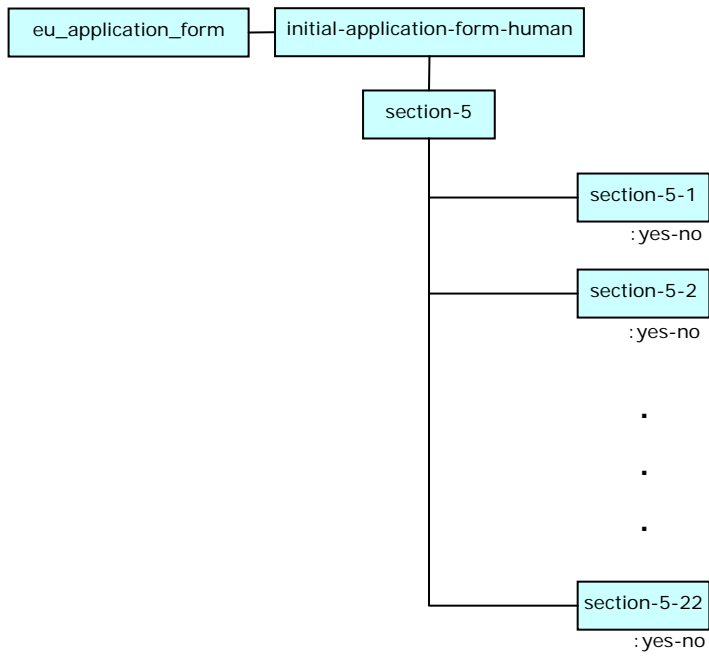 eu_application_form
initial-application-form-human
section-5
section-5-1
:yes-no
section-5-2
:yes-no
.
.
.
section-5-22
:yes-no